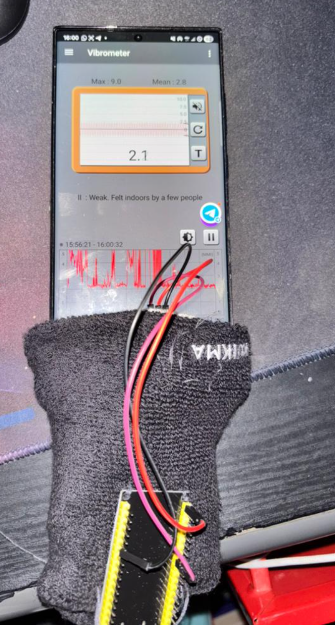 16:00
Vibrometer
Max : 9.0 Mean : 2.8
2.1
T
II : Weak. Felt indoors by a few people
15:56:21 - 16:00:32